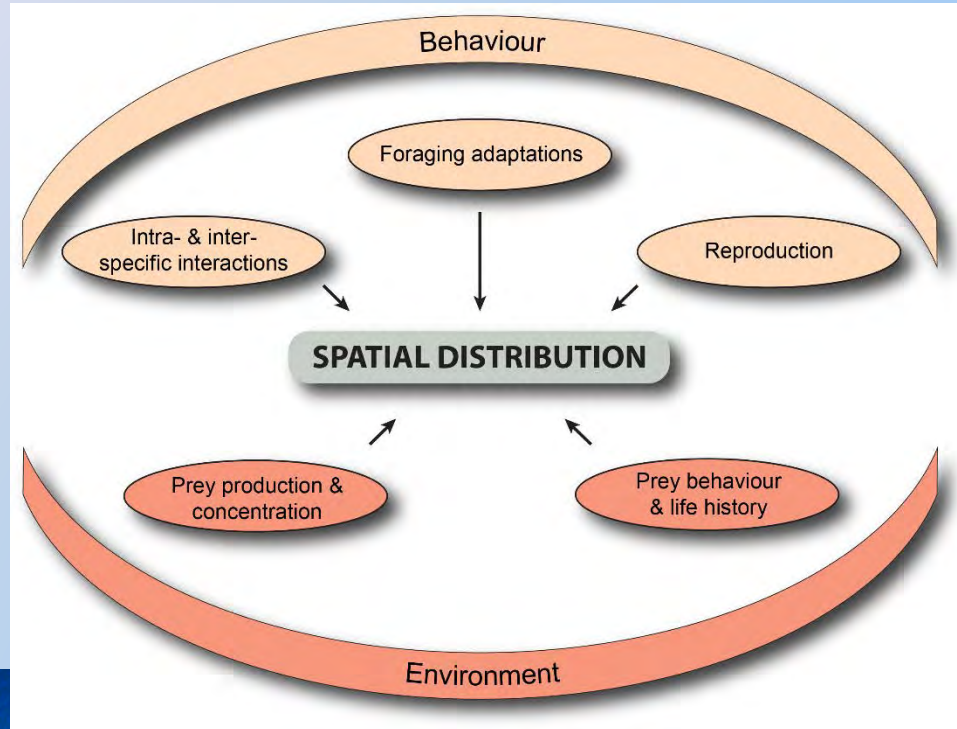 Behaviour
Foraging adaptations
Intra- & inter-
specific interactions
Reproduction
SPATIAL DISTRIBUTION
Prey production &
concentration
Prey behaviour
& life history
Environment